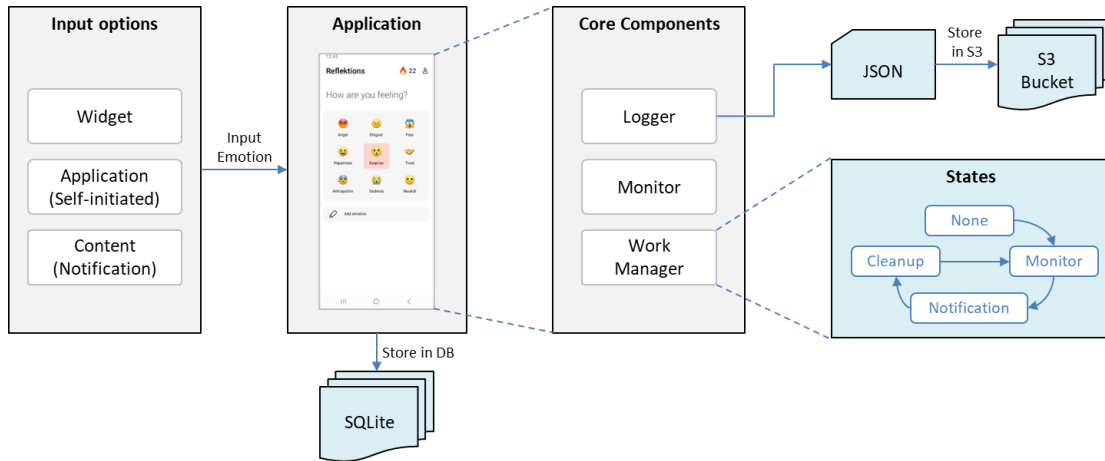 Input options
Widget
Application
(Self-initiated)
Content
(Notification)
Input
Emotion
Application
13:45
Reflektions
22
How are you feeling?
Anger
Disgust
Fear
Happiness
Surprise
Trust
Anticipation
Sadness
Neutral
Add emotion
Store in DB
SQLite
Core Components
Logger
Monitor
Work
Manager
JSON
Store
in S3
S3
Bucket
States
None
Cleanup
Monitor
Notification